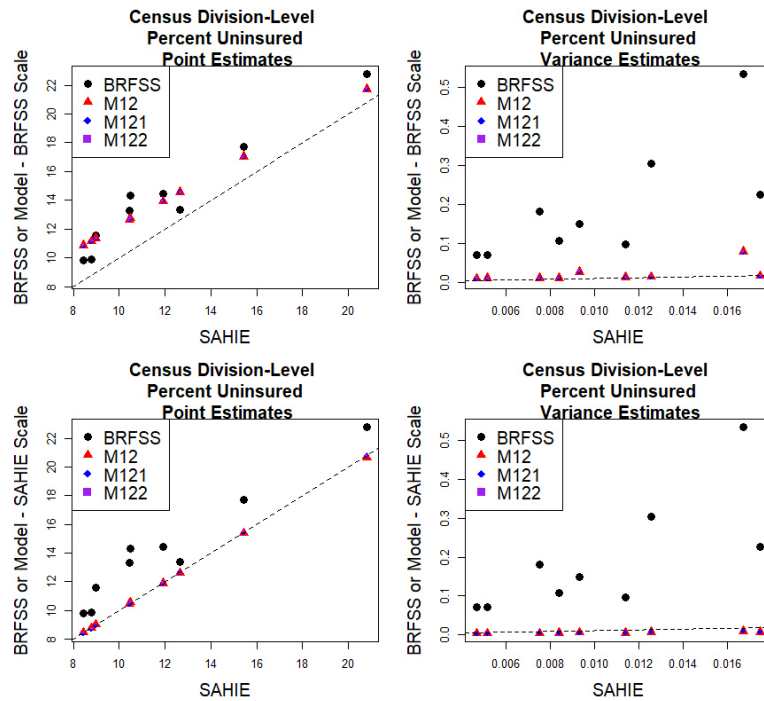 Census Division-Level
Percent Uninsured
Point Estimates
BRFSS or Model - BRFSS Scale
22
20
18
16
14
12
10
8
BRFSS
M12
M121
M122
8
10
12
14
16
18
20
SAHIE
Census Division-Level
Percent Uninsured
Variance Estimates
BRFSS or Model - BRFSS Scale
0.5
0.4
0.3
0.2
0.1
0.0
BRFSS
M12
M121
M122
0.006
0.008
0.010
0.012
0.014
0.016
SAHIE
Census Division-Level
Percent Uninsured
Point Estimates
BRFSS or Model - SAHIE Scale
22
20
18
16
14
12
10
8
BRFSS
M12
M121
M122
8
10
12
14
16
18
20
SAHIE
Census Division-Level
Percent Uninsured
Variance Estimates
BRFSS or Model - SAHIE Scale
0.5
0.4
0.3
0.2
0.1
0.0
BRFSS
M12
M121
M122
0.006
0.008
0.010
0.012
0.014
0.016
SAHIE